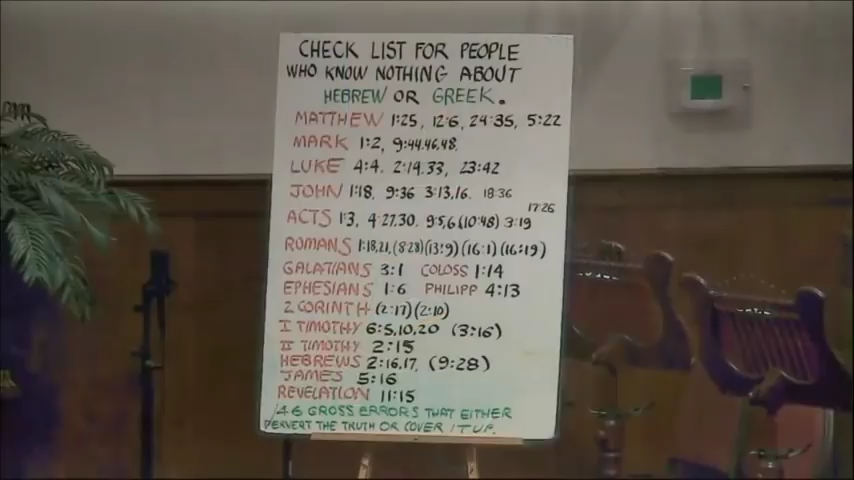 CHECK LIST FOR PEOPLE
WHO KNOW NOTHING ABOUT
HEBREW OR GREEK.
MATTHEW 1:25, 12:6, 24:35, 5:22
MARK 1:2, 9:44.46.48.
LUKE 4:4. 2:14.33, 23:42
JOHN 1:18, 9:36 3:13,16. 18:36
17:26
ACTS 1:3, 4:27,30, 9:5,6 (10:48) 3:19
ROMANS 1:18,21, (8:28) (13:9) (16:1) (16:19)
GALATIANS 3:1 COLOSS 1:14
EPHESIANS 1:6 PHILIPP 4:13
2 CORINTH (2:17) (2:10)
I TIMOTHY 6:5,10,20 (3:16)
II TIMOTHY 2:15
HEBREWS 2:16,17, (9:28)
JAMES 5:16
REVELATION 11:15
46 GROSS ERRORS THAT EITHER
PERVERT THE TRUTH OR COVER IT UP.